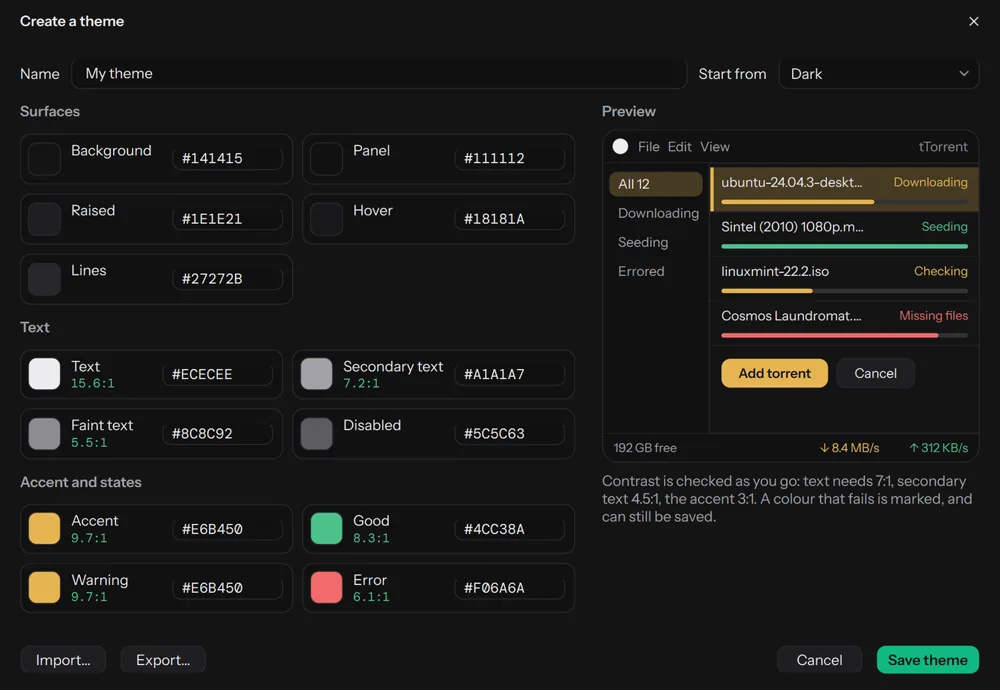 Create a theme
Name My theme Start from Dark
Surfaces
Background #141415
Panel #111112
Raised #1E1E21
Hover #18181A
Lines #27272B
Text
Text #ECECEE
15.6:1
Secondary text #A1A1A7
7.2:1
Faint text #8C8C92
5.5:1
Disabled #5C5C63
Accent and states
Accent #E6B450
9.7:1
Good #4CC38A
8.3:1
Warning #E6B450
9.7:1
Error #F06A6A
6.1:1
Preview
File Edit View tTorrent
All 12
Downloading
Seeding
Errored
ubuntu-24.04.3-deskt... Downloading
Sintel (2010) 1080p.m... Seeding
linuxmint-22.2.iso Checking
Cosmos Laundromat.... Missing files
Add torrent Cancel
192 GB free ↓ 8.4 MB/s ↑ 312 KB/s
Contrast is checked as you go: text needs 7:1, secondary
text 4.5:1, the accent 3:1. A colour that fails is marked, and
can still be saved.
Import... Export... Cancel Save theme